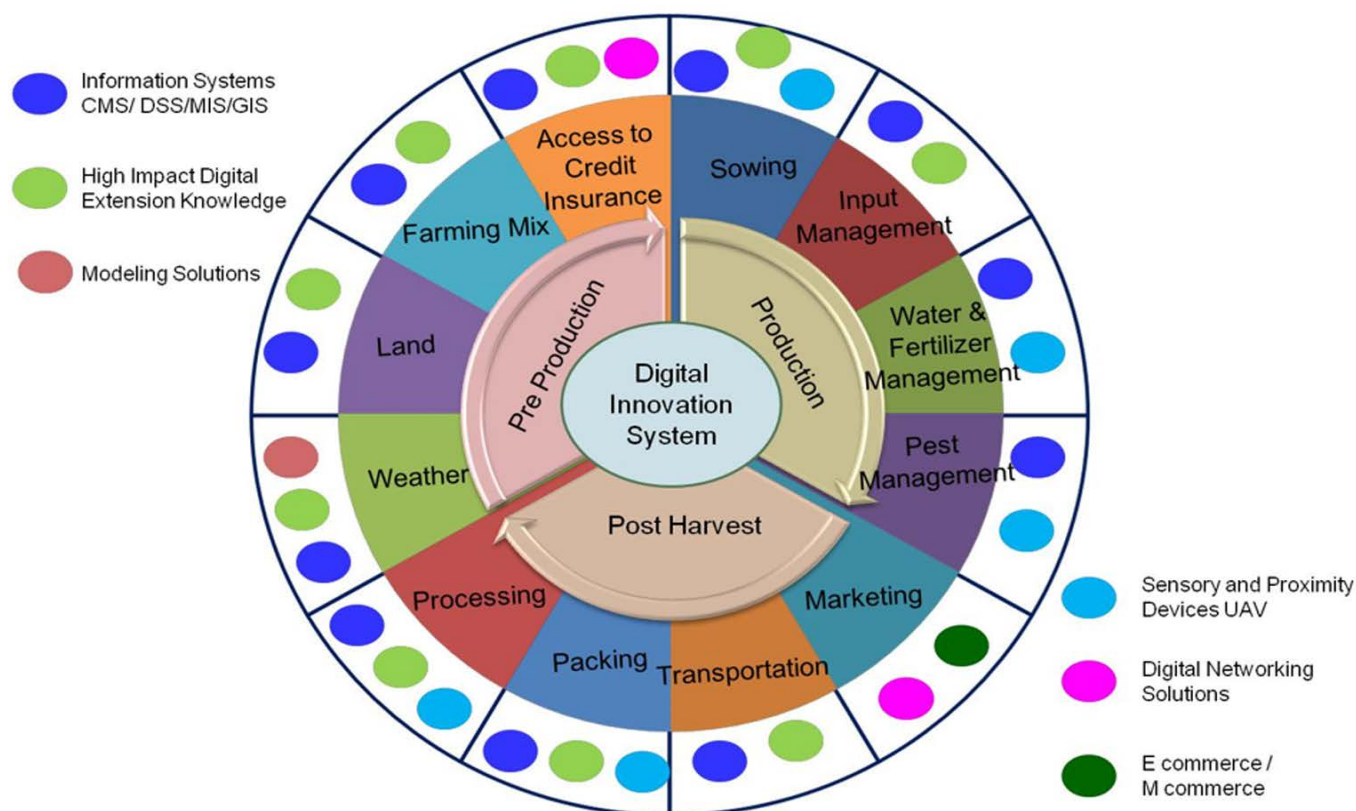 Information Systems
CMS/ DSS/MIS/GIS
High Impact Digital
Extension Knowledge
Modeling Solutions
Access to
Credit
Insurance
Sowing
Farming Mix
Input
Management
Land
Water &
Fertilizer
Management
Pre Production
Production
Digital
Innovation
System
Weather
Pest
Management
Post Harvest
Processing
Marketing
Packing
Transportation
Sensory and Proximity
Devices UAV
Digital Networking
Solutions
E commerce /
M commerce